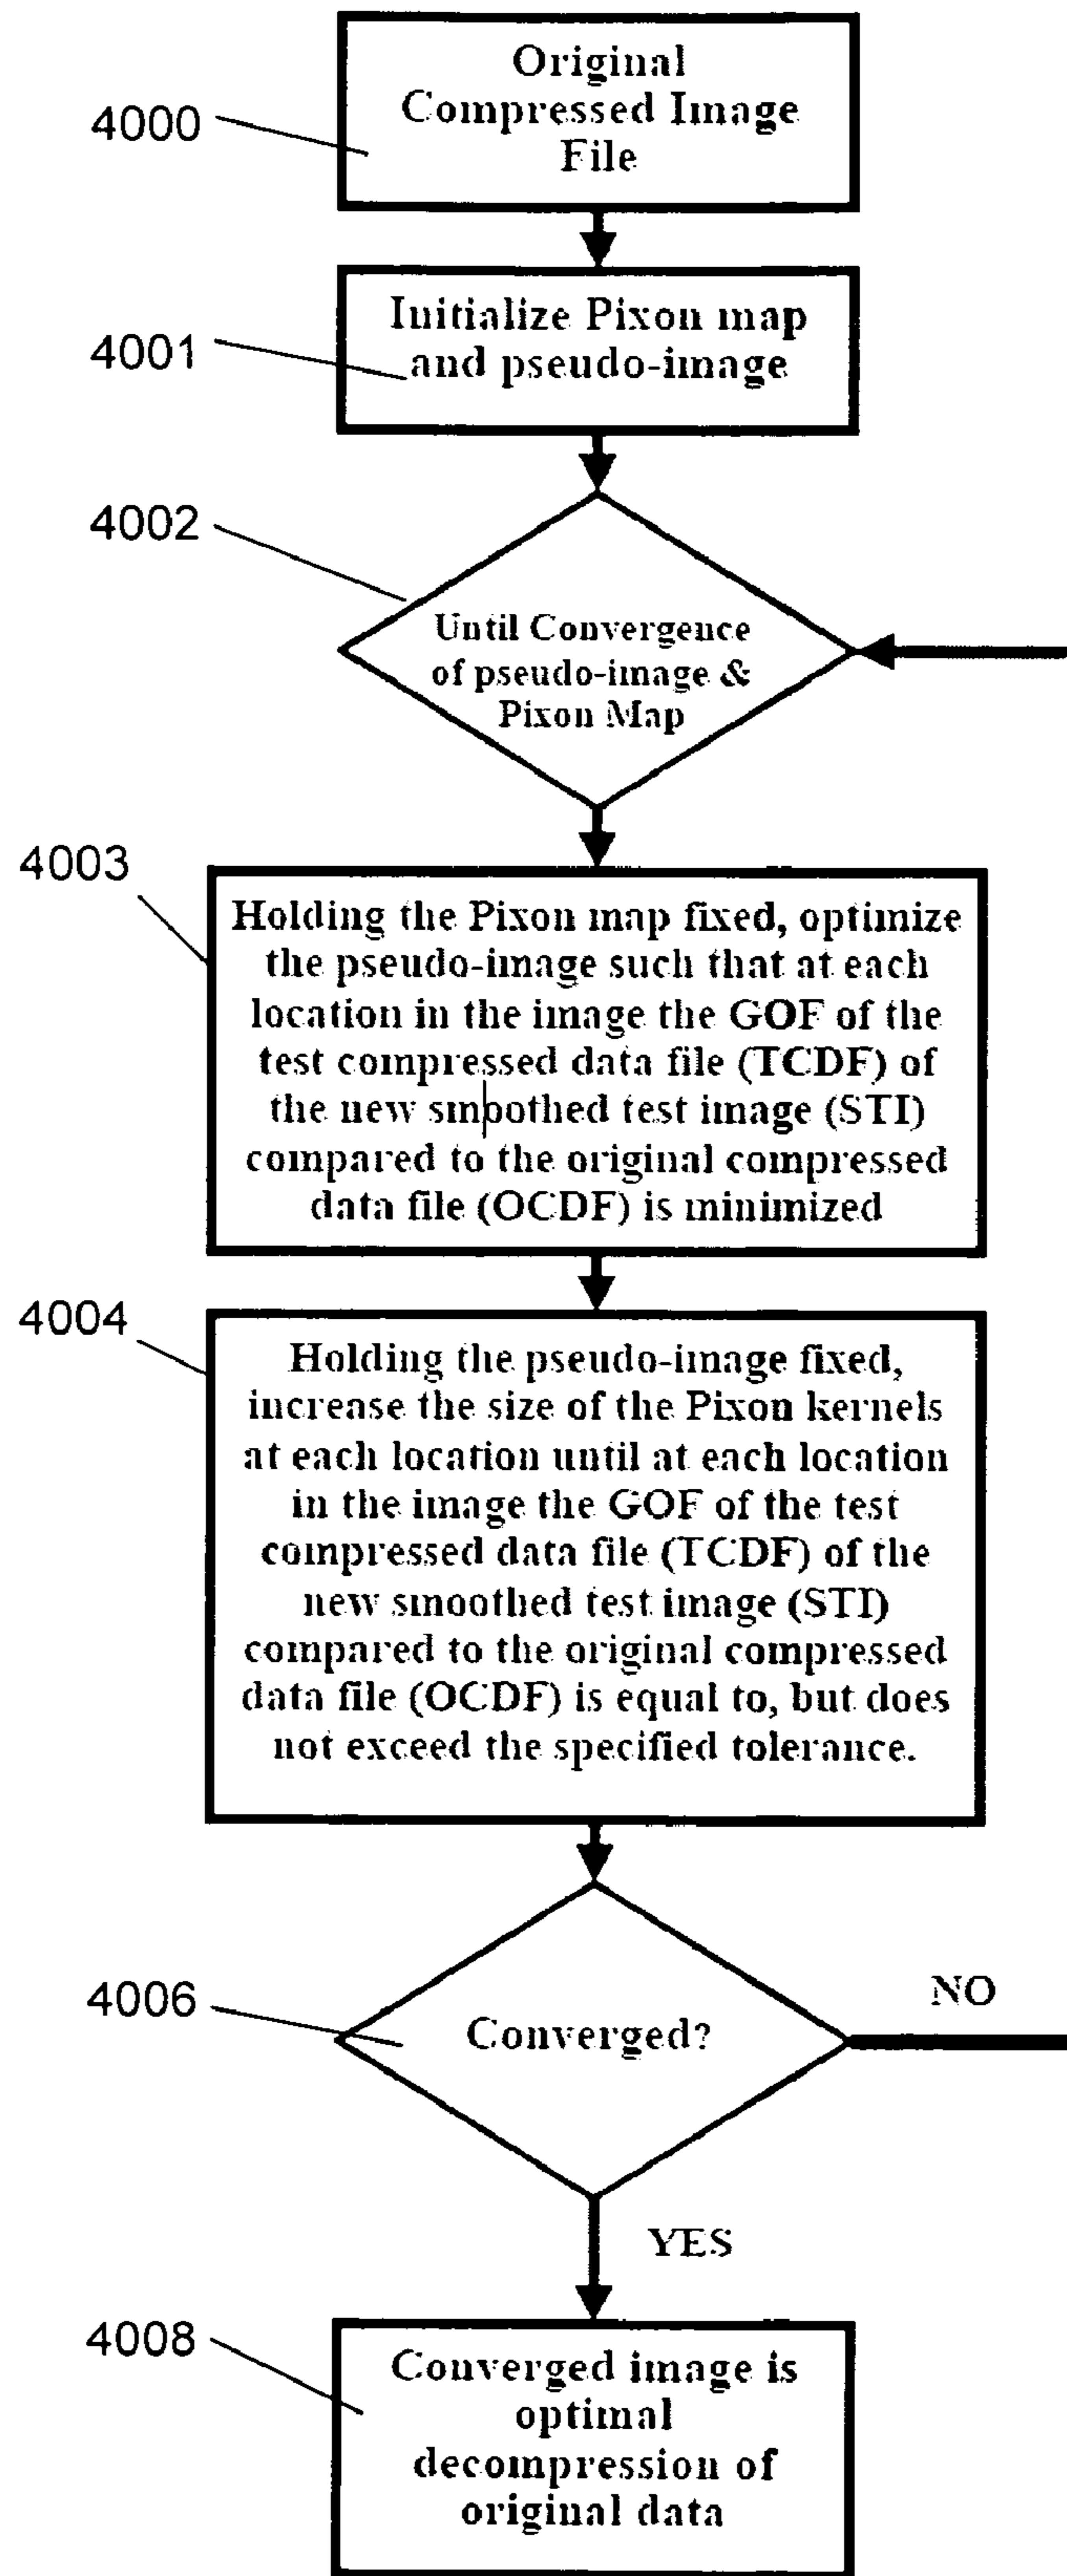 Original
Compressed Image
File
4000
Initialize Pixon map
and pseudo-image
4001
4002
Until Convergence
of pseudo-image &
Pixon Map
4003
Holding the Pixon map fixed, optimize
the pseudo-image such that at each
location in the image the GOF of the
test compressed data file (TCDF) of
the new smoothed test image (STI)
compared to the original compressed
data file (OCDF) is minimized
4004
Holding the pseudo-image fixed,
increase the size of the Pixon kernels
at each location until at each location
in the image the GOF of the test
compressed data file (TCDF) of the
new smoothed test image (STI)
compared to the original compressed
data file (OCDF) is equal to, but does
not exceed the specified tolerance.
4006
Converged?
NO
YES
4008
Converged image is
optimal
decompression of
original data